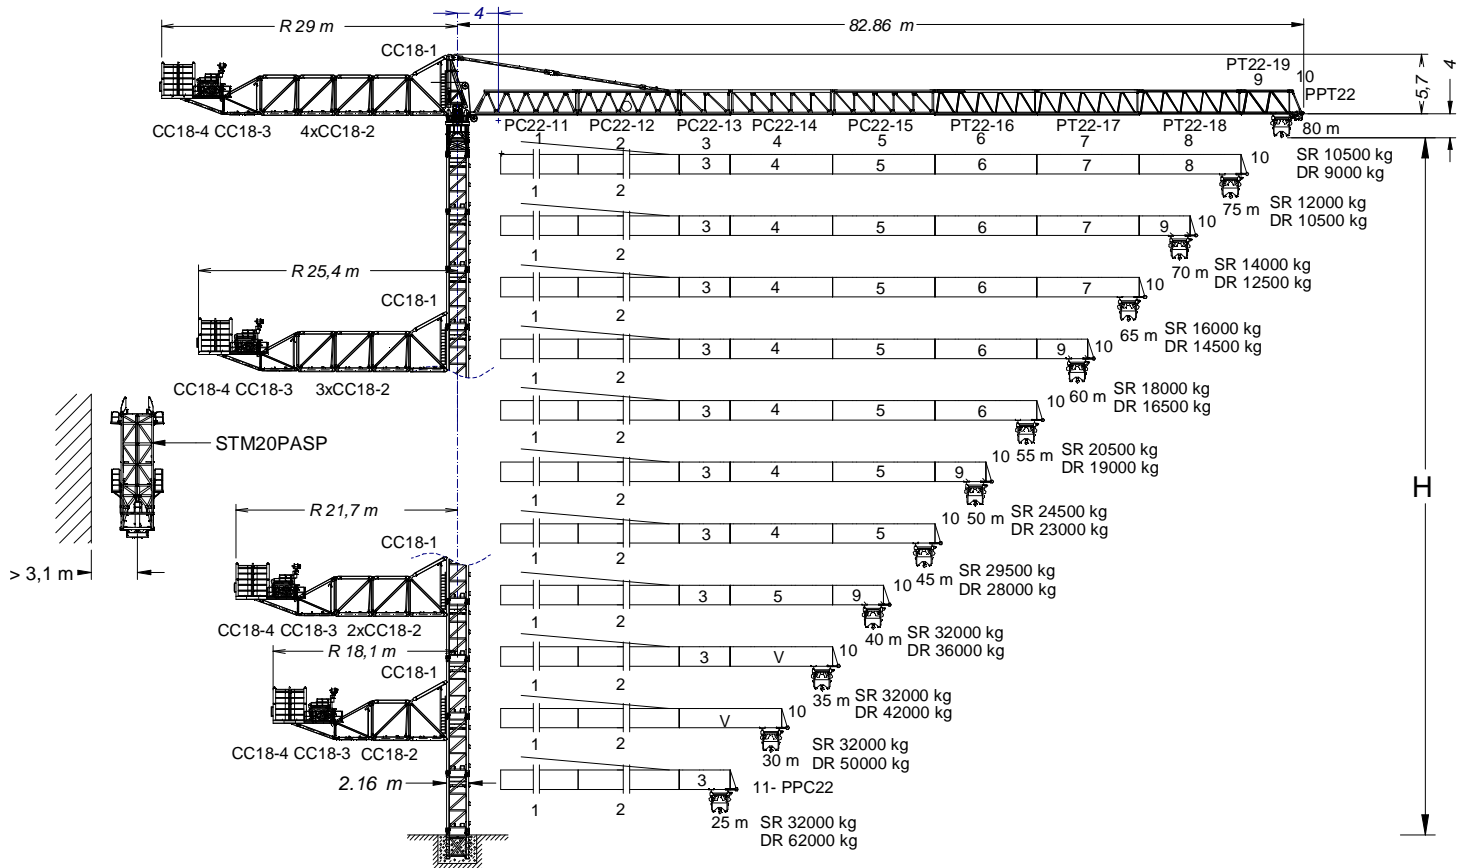 4
R 29 m
82.86 m
CC18-1
PT22-19
9
10
PPT22
5,7
4
CC18-4 CC18-3 4xCC18-2
PC22-11 PC22-12 PC22-13 PC22-14 PC22-15 PT22-16 PT22-17 PT22-18
80 m
1 2 3 4 5 6 7 8
3 4 5 6 7 8 10
SR 10500 kg
DR 9000 kg
1 2
75 m SR 12000 kg
DR 10500 kg
3 4 5 6 7 9 10
1 2
70 m SR 14000 kg
DR 12500 kg
R 25,4 m
CC18-1
3 4 5 6 7 10
1 2
65 m SR 16000 kg
DR 14500 kg
3 4 5 6 9 10
CC18-4 CC18-3 3xCC18-2
1 2
60 m SR 18000 kg
DR 16500 kg
3 4 5 6 10
STM20PASP
1 2
55 m SR 20500 kg
DR 19000 kg
3 4 5 9 10
H
1 2
50 m SR 24500 kg
DR 23000 kg
R 21,7 m
CC18-1
3 4 5 10
1 2
45 m SR 29500 kg
DR 28000 kg
> 3,1 m
3 5 9 10
CC18-4 CC18-3 2xCC18-2
1 2
40 m SR 32000 kg
DR 36000 kg
R 18,1 m
CC18-1
3 V 10
1 2
35 m SR 32000 kg
DR 42000 kg
V 10
CC18-4 CC18-3 CC18-2
1 2
30 m SR 32000 kg
DR 50000 kg
2.16 m
3 11- PPC22
1 2
25 m SR 32000 kg
DR 62000 kg